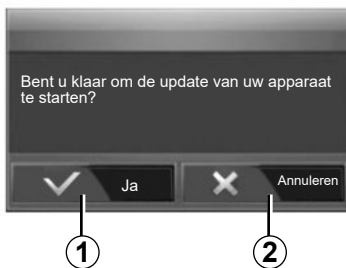 Bent u klaar om de update van uw apparaat
te starten?
Ja
Annuleren
1
2